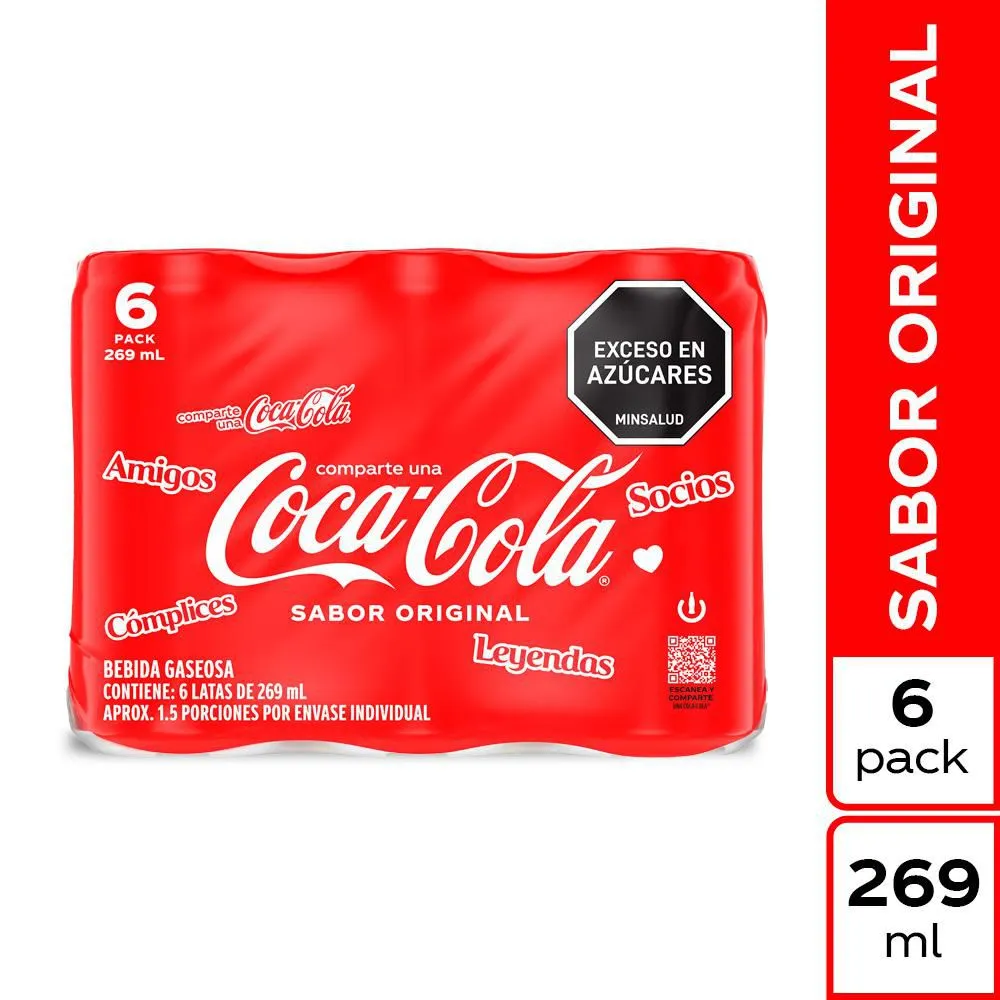 6
PACK
269 mL
EXCESO EN
AZÚCARES
MINSALUD
comparte
una
Coca-Cola
Amigos
comparte una
Coca-Cola®
Socios
SABOR ORIGINAL
Cómplices
Leyendas
BEBIDA GASEOSA
CONTIENE: 6 LATAS DE 269 mL
APROX. 1.5 PORCIONES POR ENVASE INDIVIDUAL
ESCANEA Y
COMPARTE
SABOR ORIGINAL
6
pack
269
ml